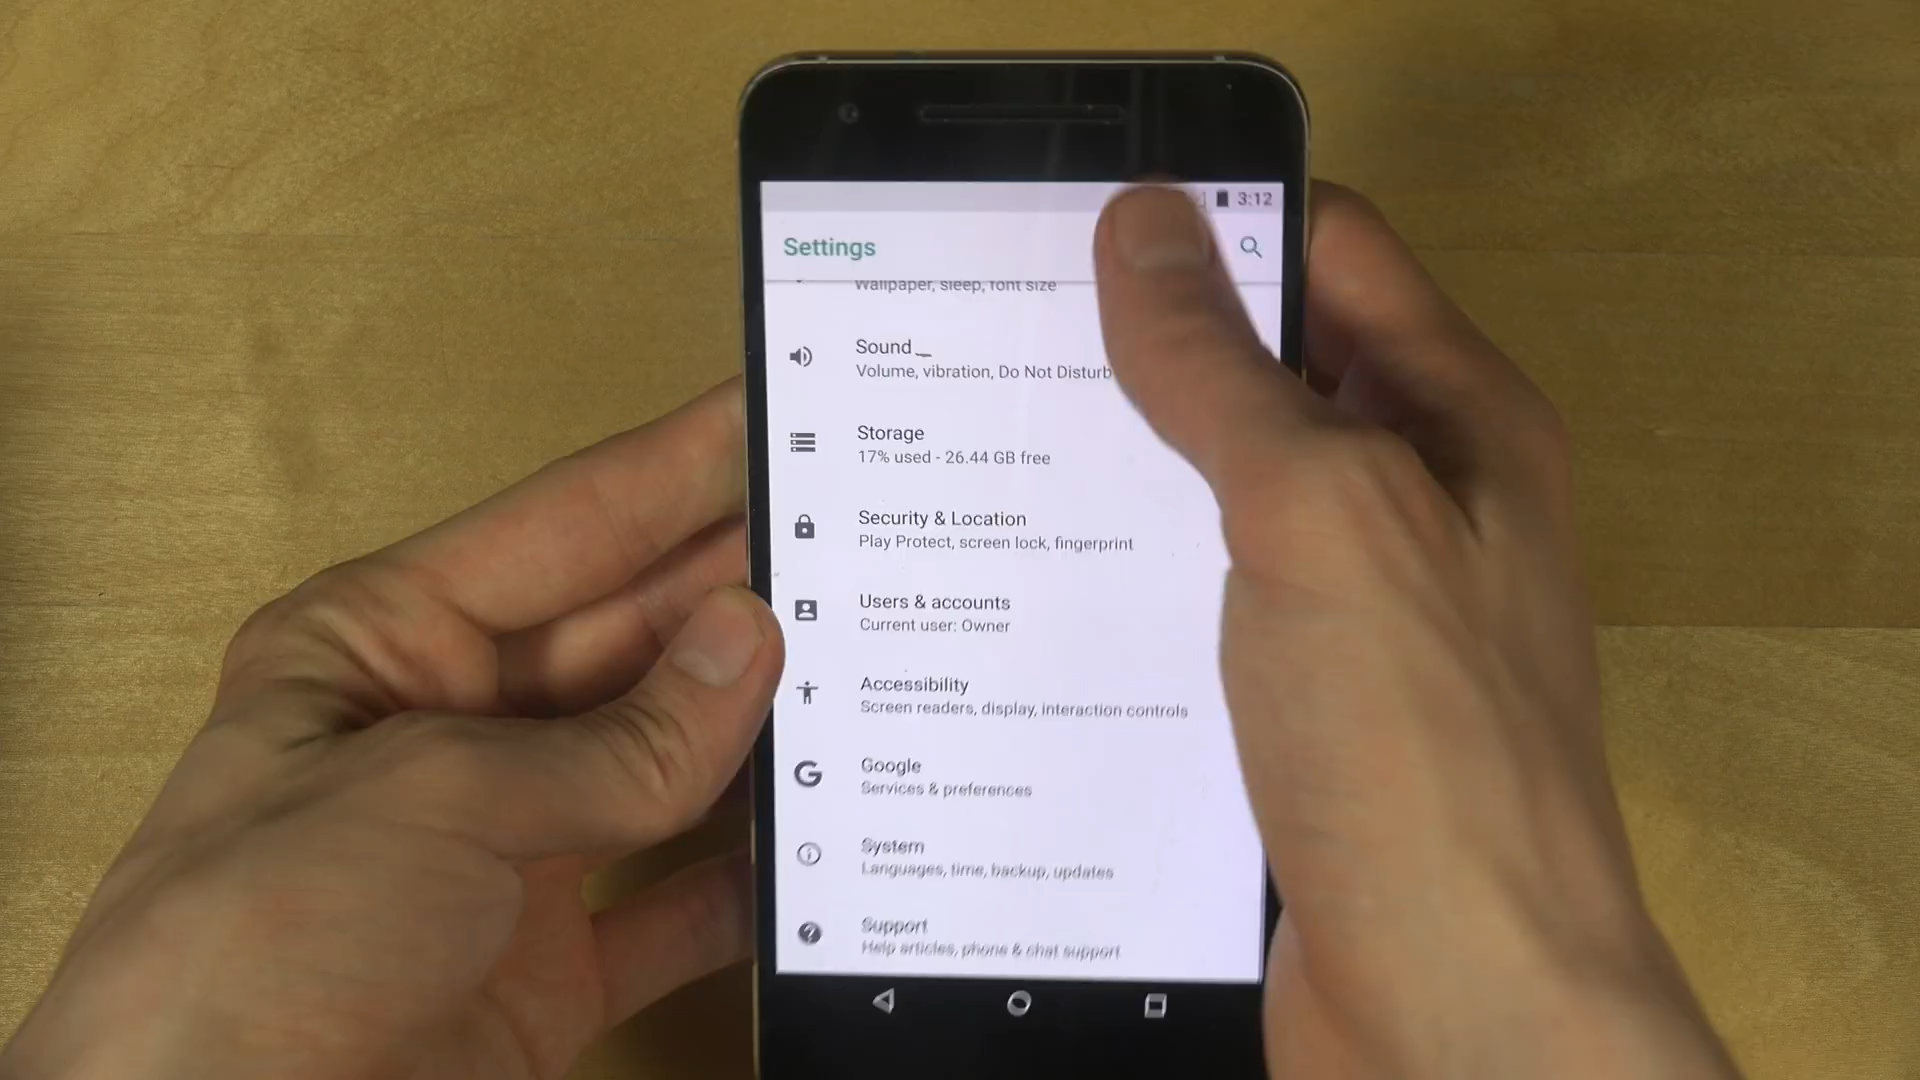 3:12
Settings
Wallpaper, sleep, font size
Sound
Volume, vibration, Do Not Disturb
Storage
17% used - 26.44 GB free
Security & Location
Play Protect, screen lock, fingerprint
Users & accounts
Current user: Owner
Accessibility
Screen readers, display, interaction controls
Google
Services & preferences
System
Languages, time, backup, updates
Support
Help articles, phone & chat support